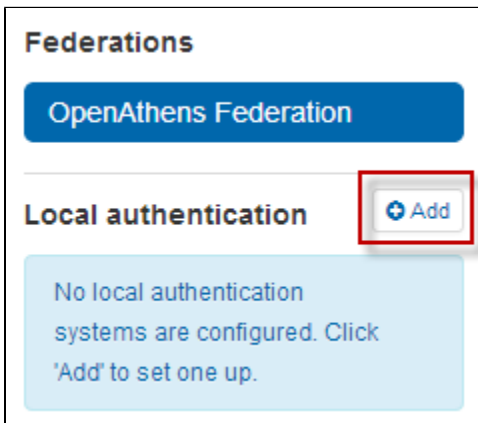 Federations
OpenAthens Federation
Local authentication
Add
No local authentication
systems are configured. Click
'Add' to set one up.